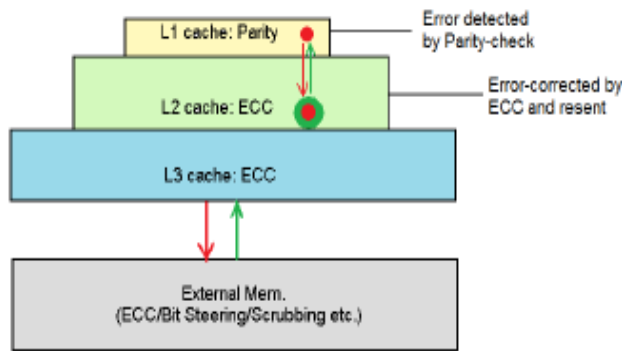 L1 cache: Parity
Error detected
by Parity-check
L2 cache: ECC
Error-corrected by
ECC and resent
L3 cache: ECC
External Mem.
(ECC/Bit Steering/Scrubbing etc.)